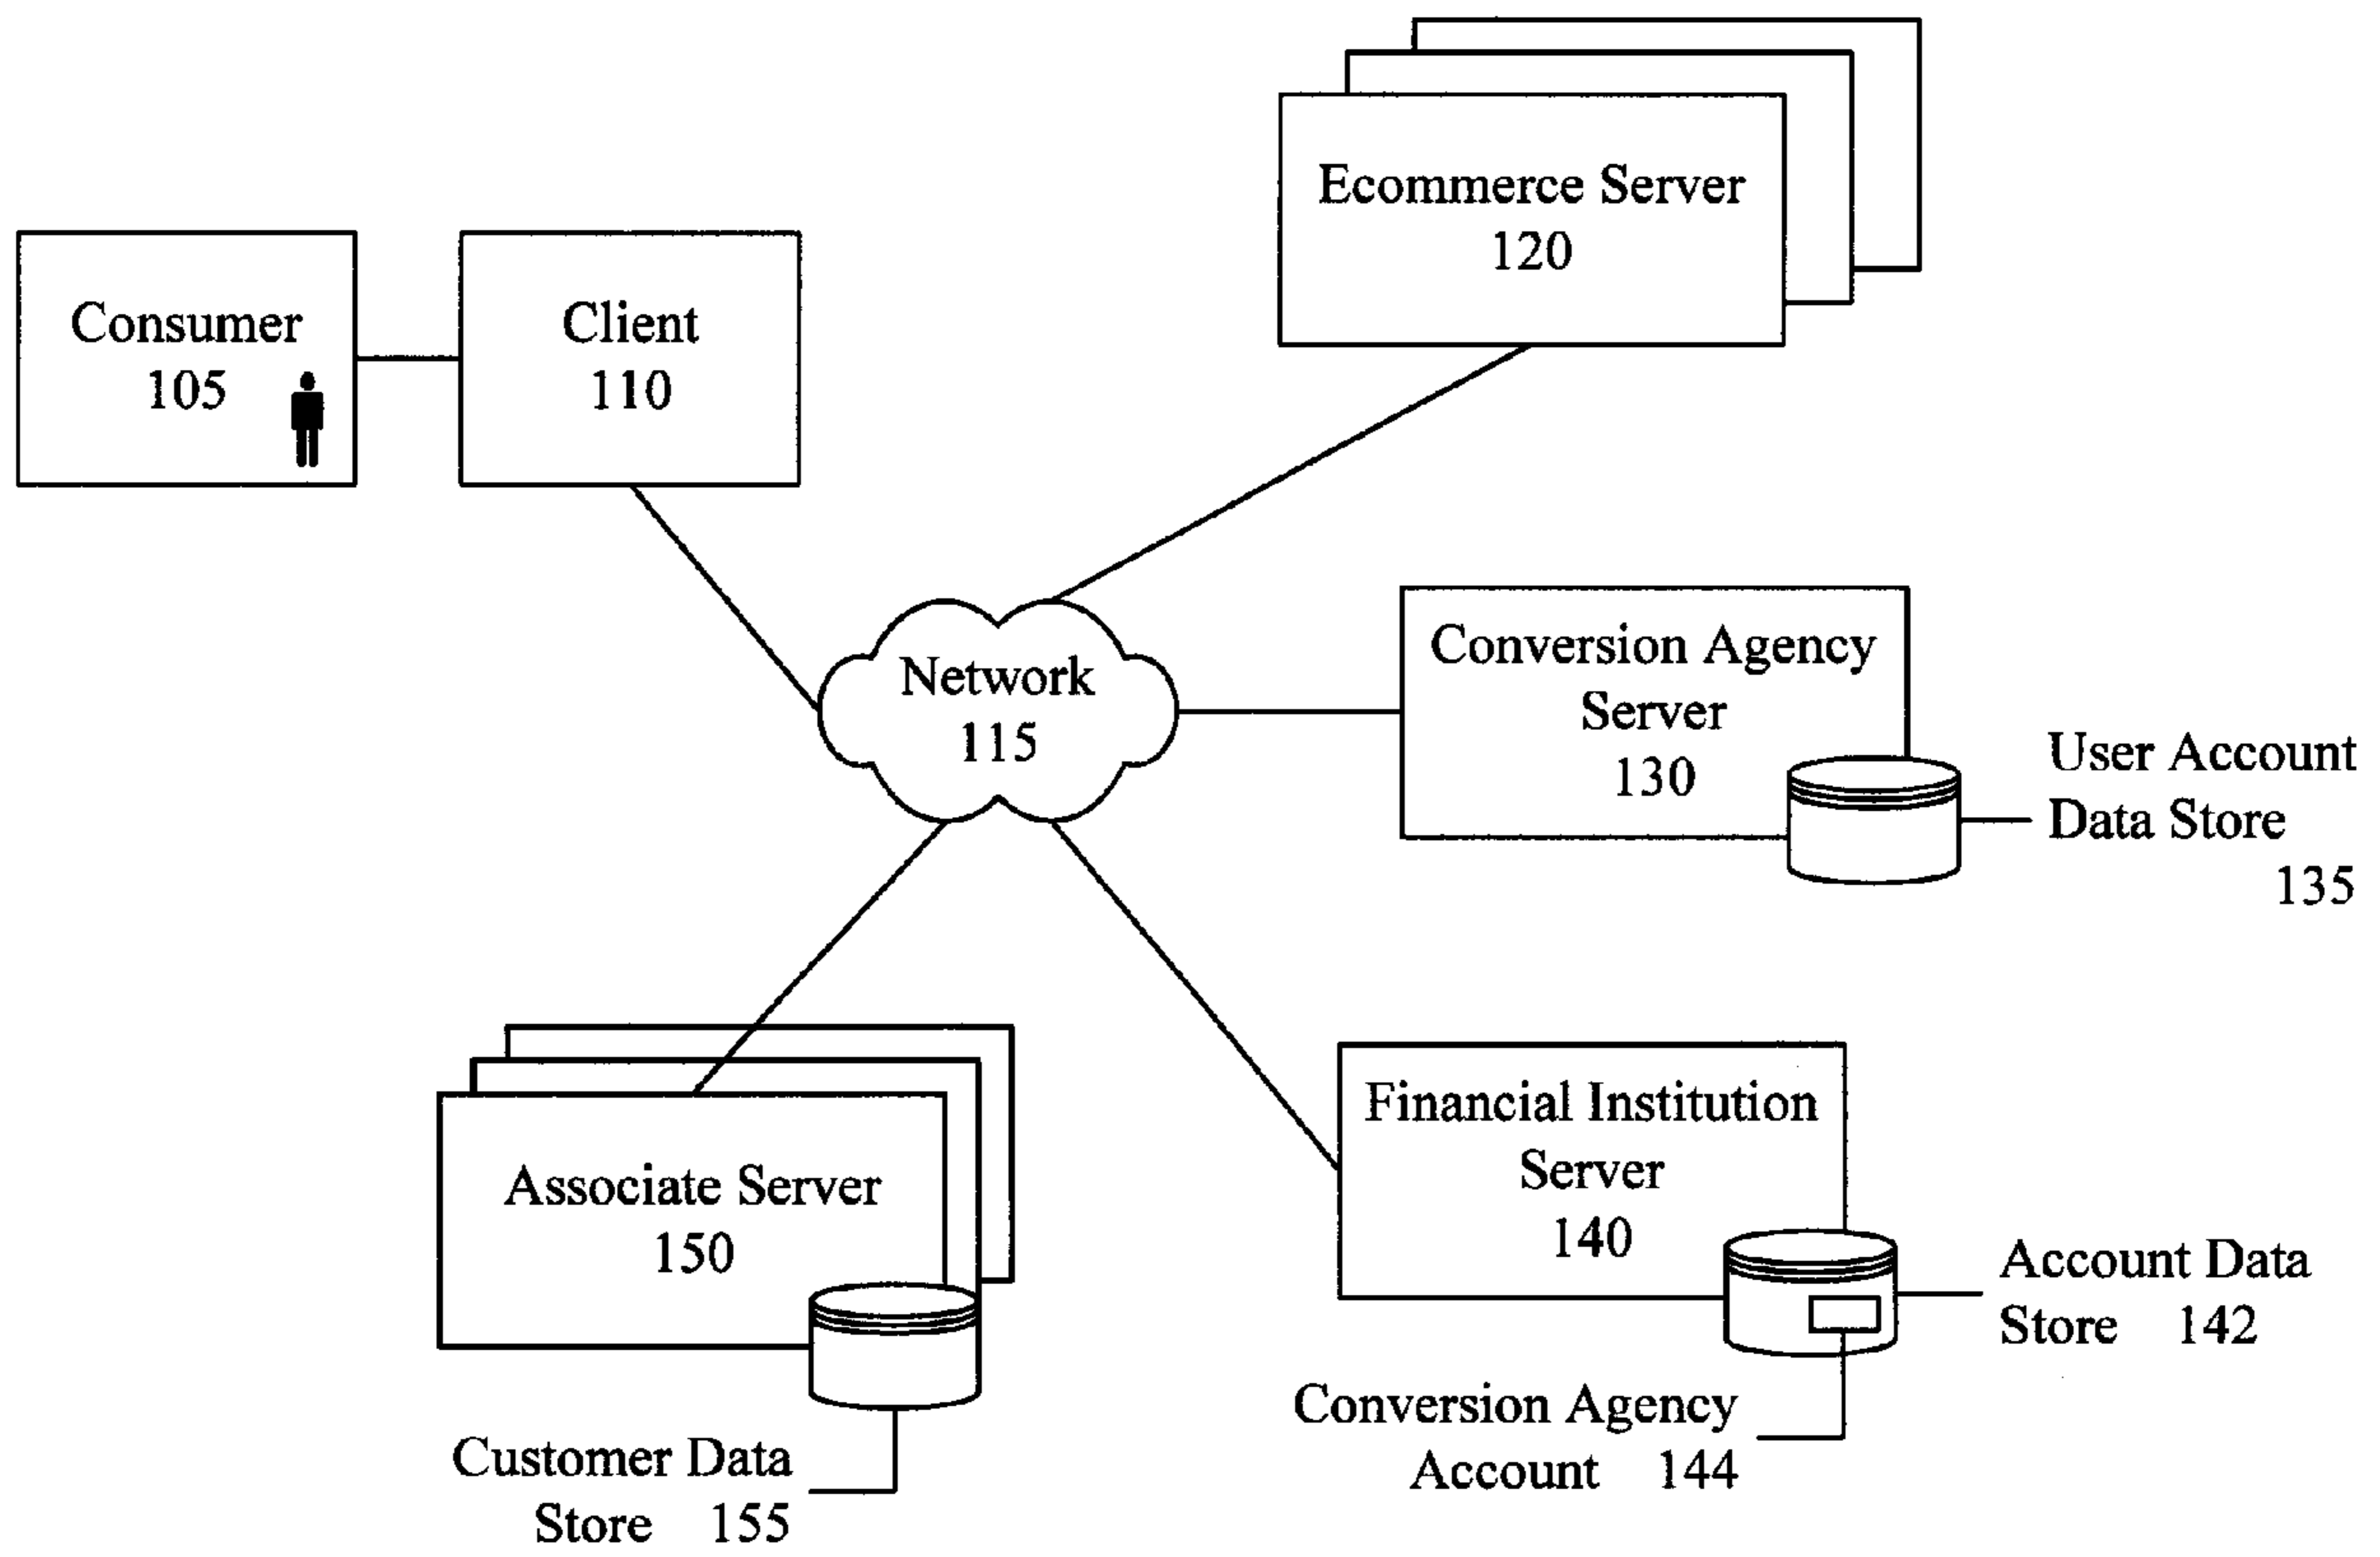 Ecommerce Server
120
Consumer
105
Client
110
Network
115
Conversion Agency
Server
130
User Account
Data Store
135
Associate Server
150
Customer Data
Store 155
Financial Institution
Server
140
Account Data
Store 142
Conversion Agency
Account 144